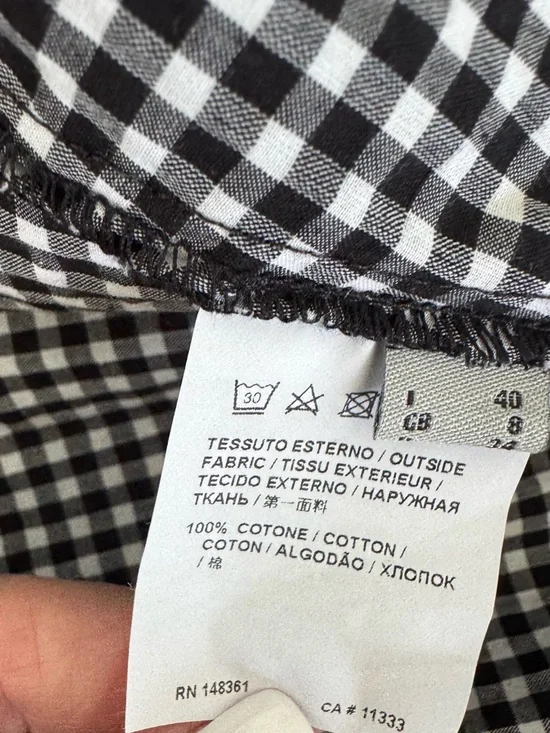 30
I 40
GB 8
TESSUTO ESTERNO / OUTSIDE
FABRIC / TISSU EXTERIEUR /
TECIDO EXTERNO / НАРУЖНАЯ
ТКАНЬ / 第一面料
100% COTONE / COTTON /
COTON / ALGODÃO / ХЛОПОК
/ 棉
RN 148361
CA # 11333